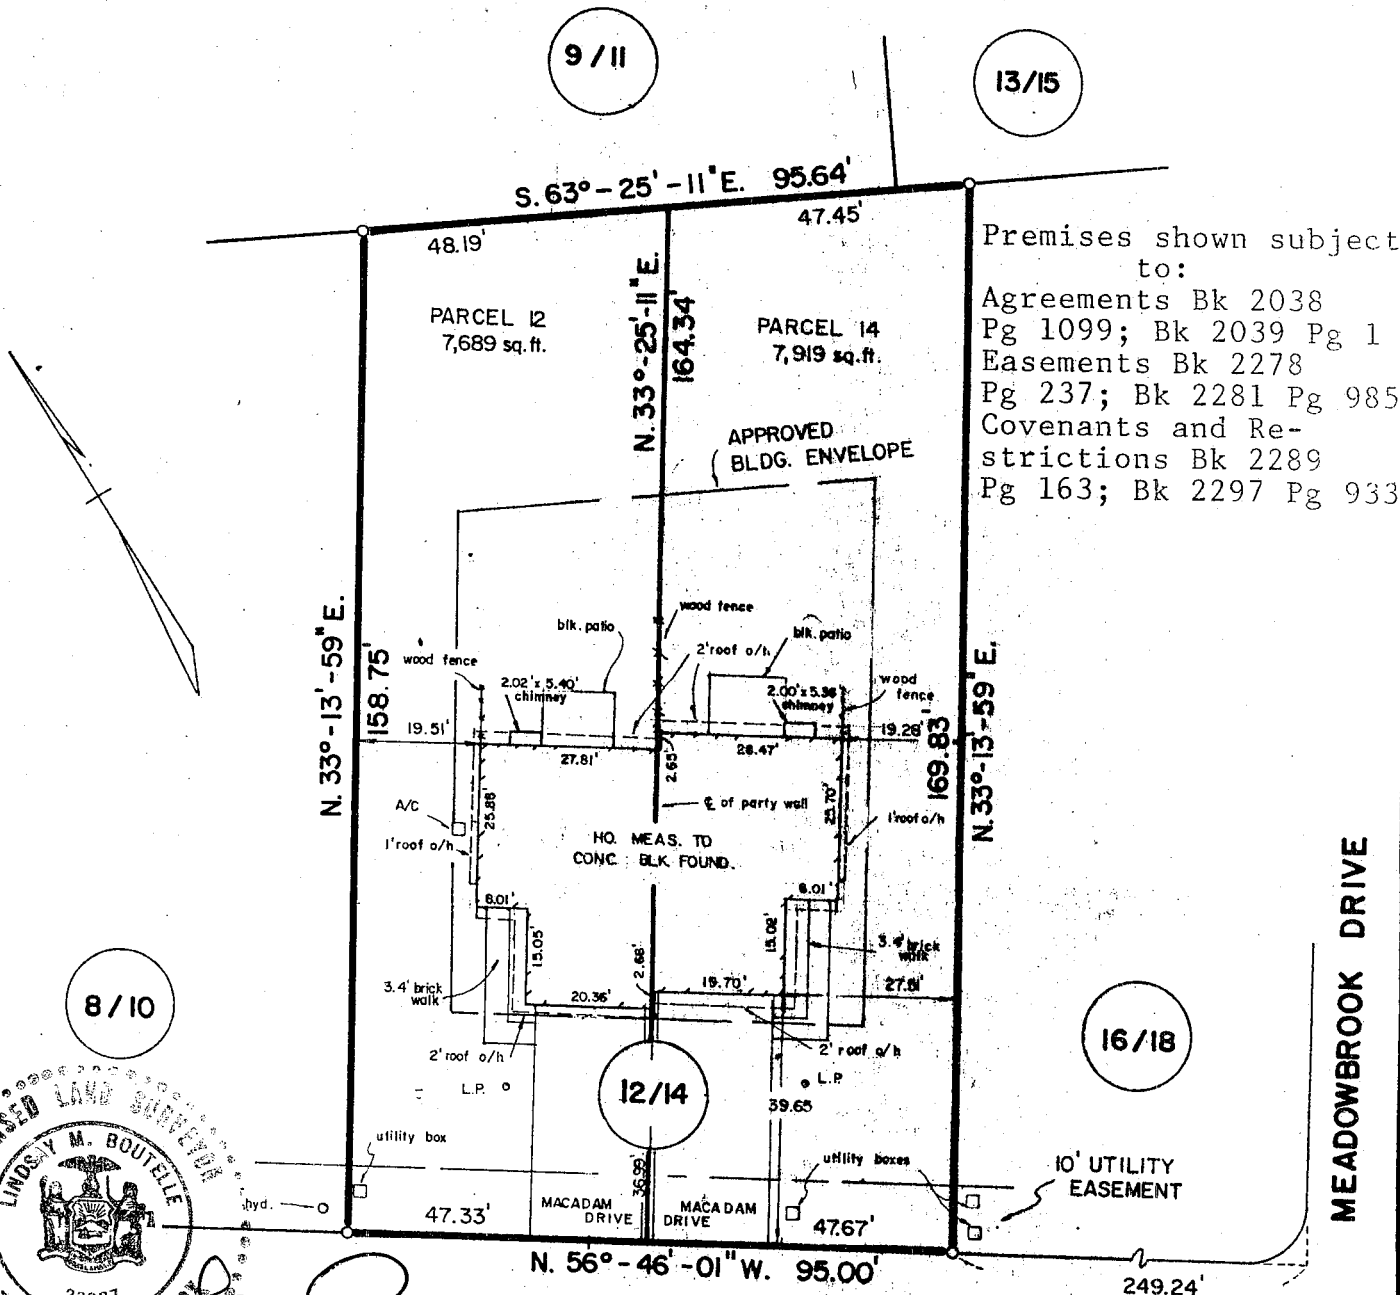 9/11
13/15
S. 63°-25'-11"E. 95.64'
48.19'
47.45'
Premises shown subject
to:
Agreements Bk 2038
Pg 1099; Bk 2039 Pg 1
Easements Bk 2278
Pg 237; Bk 2281 Pg 985
Covenants and Re-
strictions Bk 2289
Pg 163; Bk 2297 Pg 933
PARCEL 12
7,689 sq.ft.
N. 33°-25'-11"E.
164.34'
PARCEL 14
7,919 sq.ft.
APPROVED
BLDG. ENVELOPE
N. 33°-13'-59"E.
158.75'
wood fence
blk. patio
wood fence
2' roof o/h
blk. patio
wood
fence
2.02' x 5.40'
chimney
2.00' x 5.36'
chimney
19.51'
27.81'
2.65'
28.47'
19.28'
169.83'
N. 33°-13'-59"E.
A/C
1' roof o/h
25.88'
℄ of party wall
25.70'
1' roof o/h
HO. MEAS. TO
CONC. BLK FOUND.
8.01'
8.01'
15.05'
15.02'
3.4' brick
walk
3.4' brick
walk
20.36'
2.68'
19.70'
2' roof o/h
2' roof o/h
L.P.
L.P.
8/10
12/14
16/18
39.65
MEADOWBROOK DRIVE
utility box
utility boxes
10' UTILITY
EASEMENT
hyd.
47.33'
MACADAM
DRIVE
36.99'
MACADAM
DRIVE
47.67'
N. 56°-46'-01"W. 95.00'
249.24'
LAND SURVEYOR
LINDSAY M. BOUTELLE